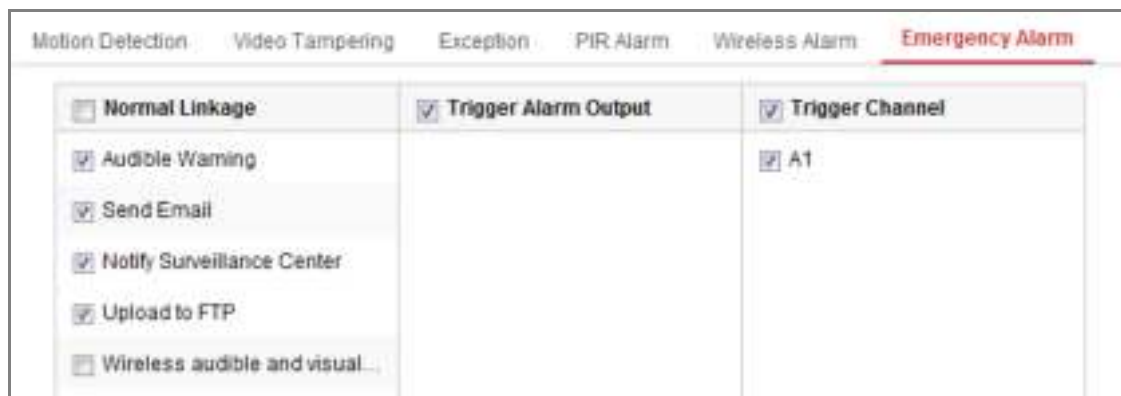 Motion Detection Video Tampering Exception PIR Alarm Wireless Alarm Emergency Alarm
Normal Linkage Trigger Alarm Output Trigger Channel
Audible Warning A1
Send Email
Notify Surveillance Center
Upload to FTP
Wireless audible and visual...